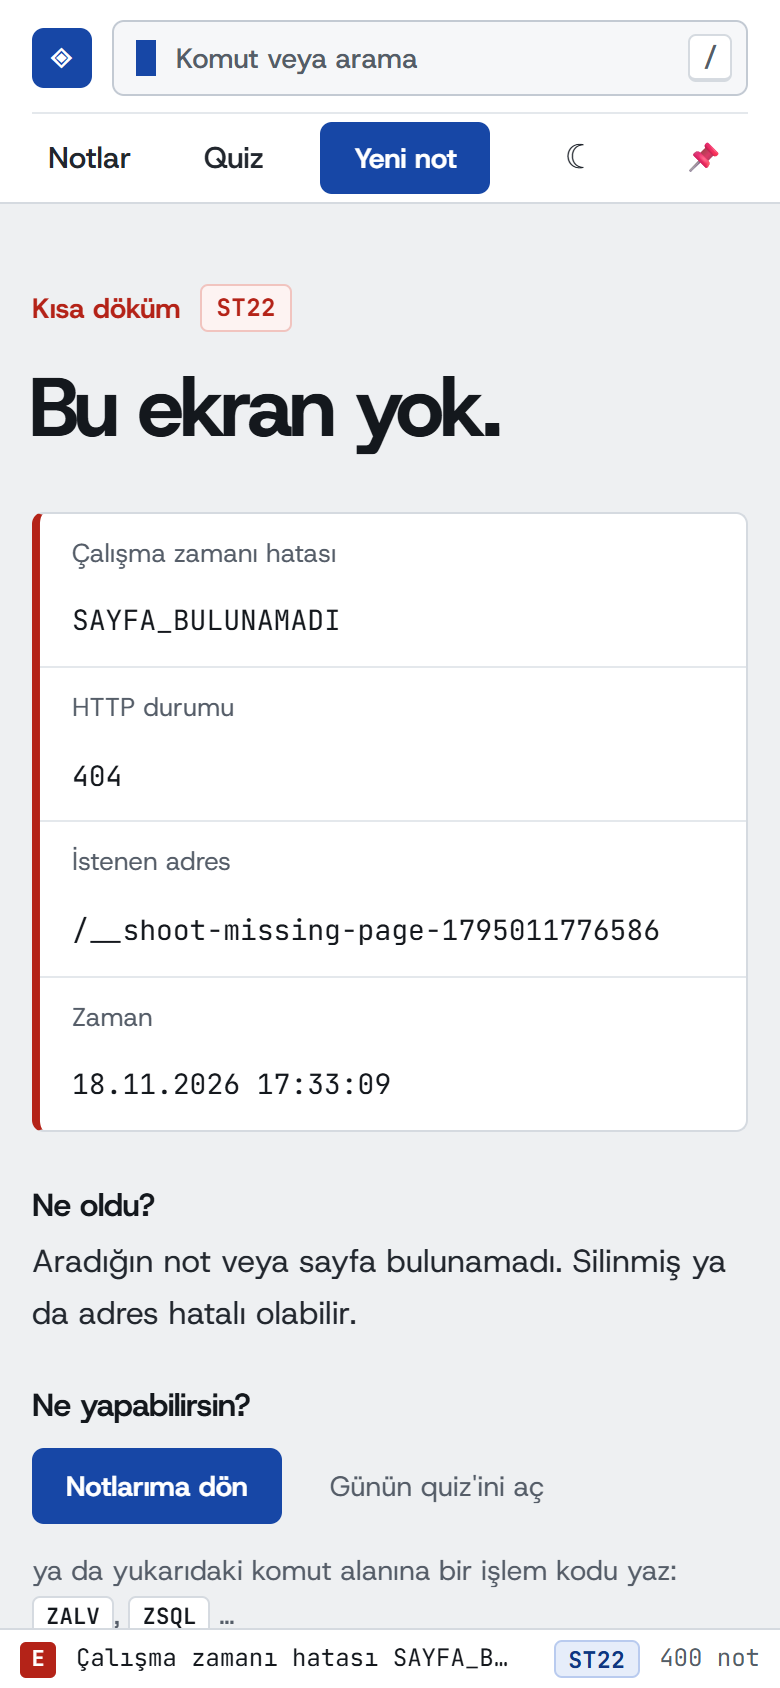 Komut veya arama /
Notlar Quiz Yeni not
Kısa döküm ST22
Bu ekran yok.
Çalışma zamanı hatası
SAYFA_BULUNAMADI
HTTP durumu
404
İstenen adres
/__shoot-missing-page-1795011776586
Zaman
18.11.2026 17:33:09
Ne oldu?
Aradığın not veya sayfa bulunamadı. Silinmiş ya
da adres hatalı olabilir.
Ne yapabilirsin?
Notlarıma dön Günün quiz'ini aç
ya da yukarıdaki komut alanına bir işlem kodu yaz:
ZALV, ZSQL …
E Çalışma zamanı hatası SAYFA_B… ST22 400 not